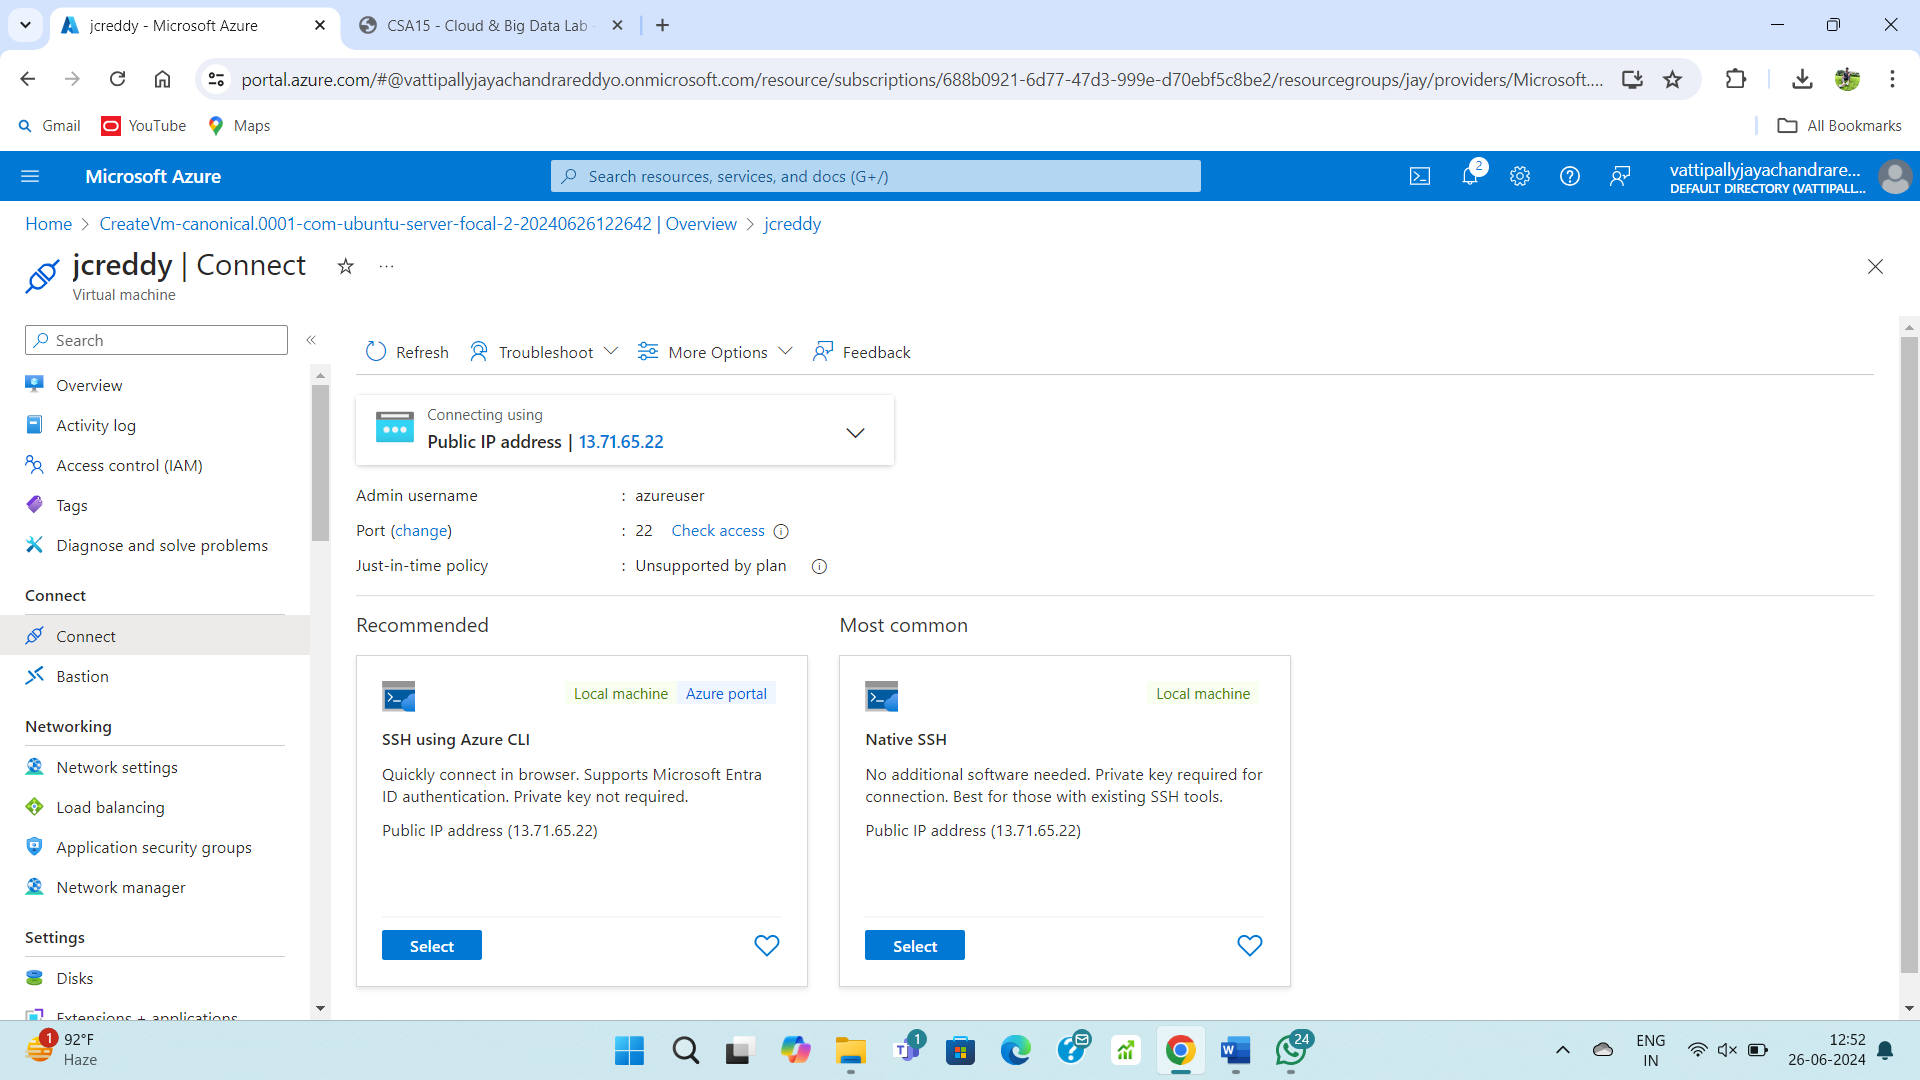 jcreddy - Microsoft Azure
CSA15 - Cloud & Big Data Lab -
portal.azure.com/#@vattipallyjayachandrareddyo.onmicrosoft.com/resource/subscriptions/688b0921-6d77-47d3-999e-d70ebf5c8be2/resourcegroups/jay/providers/Microsoft....
Gmail
YouTube
Maps
All Bookmarks
Microsoft Azure
Search resources, services, and docs (G+/)
2
vattipallyjayachandrare...
DEFAULT DIRECTORY (VATTIPALL...
Home > CreateVm-canonical.0001-com-ubuntu-server-focal-2-20240626122642 | Overview > jcreddy
jcreddy | Connect
Virtual machine
Search
Overview
Activity log
Access control (IAM)
Tags
Diagnose and solve problems
Connect
Connect
Bastion
Networking
Network settings
Load balancing
Application security groups
Network manager
Settings
Disks
Extensions + applications
Refresh
Troubleshoot
More Options
Feedback
Connecting using
Public IP address | 13.71.65.22
Admin username : azureuser
Port (change) : 22 Check access
Just-in-time policy : Unsupported by plan
Recommended
Local machine Azure portal
SSH using Azure CLI
Quickly connect in browser. Supports Microsoft Entra
ID authentication. Private key not required.
Public IP address (13.71.65.22)
Select
Most common
Local machine
Native SSH
No additional software needed. Private key required for
connection. Best for those with existing SSH tools.
Public IP address (13.71.65.22)
Select
1
92°F
Haze
1
24
ENG
IN
12:52
26-06-2024